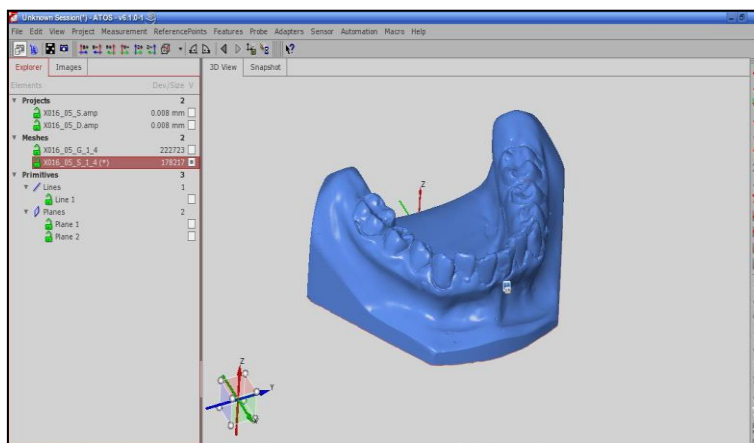 Unknown Session(*) - ATOS - v6.1.0-1
File Edit View Project Measurement ReferencePoints Features Probe Adapters Sensor Automation Macro Help
Explorer Images
3D View Snapshot
Elements Dev/Size V
Projects 2
X016_05_S.amp 0.008 mm
X016_05_D.amp 0.008 mm
Meshes 2
X016_05_G_1_4 222723
X016_05_S_1_4 (*) 178217
Primitives 3
Lines 1
Line 1
Planes 2
Plane 1
Plane 2
Z
Z
Y
X